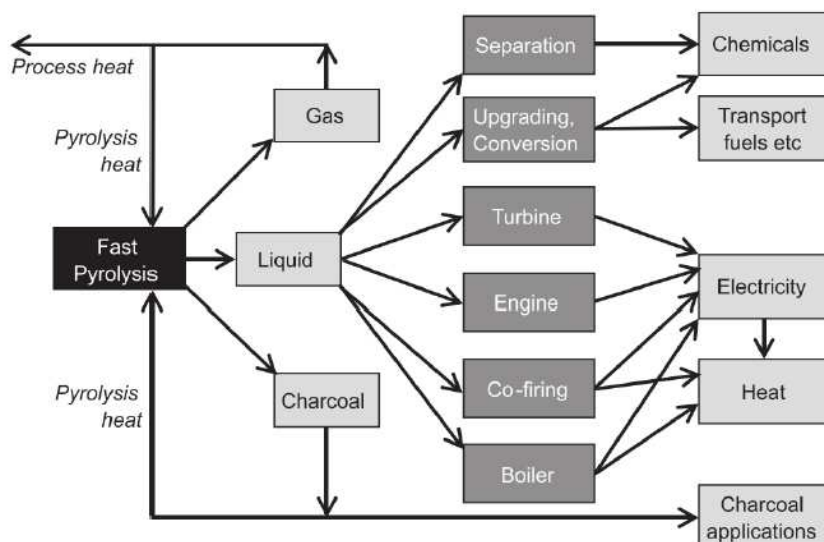 Process heat
Pyrolysis
heat
Fast
Pyrolysis
Pyrolysis
heat
Gas
Liquid
Charcoal
Separation
Upgrading,
Conversion
Turbine
Engine
Co-firing
Boiler
Chemicals
Transport
fuels etc
Electricity
Heat
Charcoal
applications